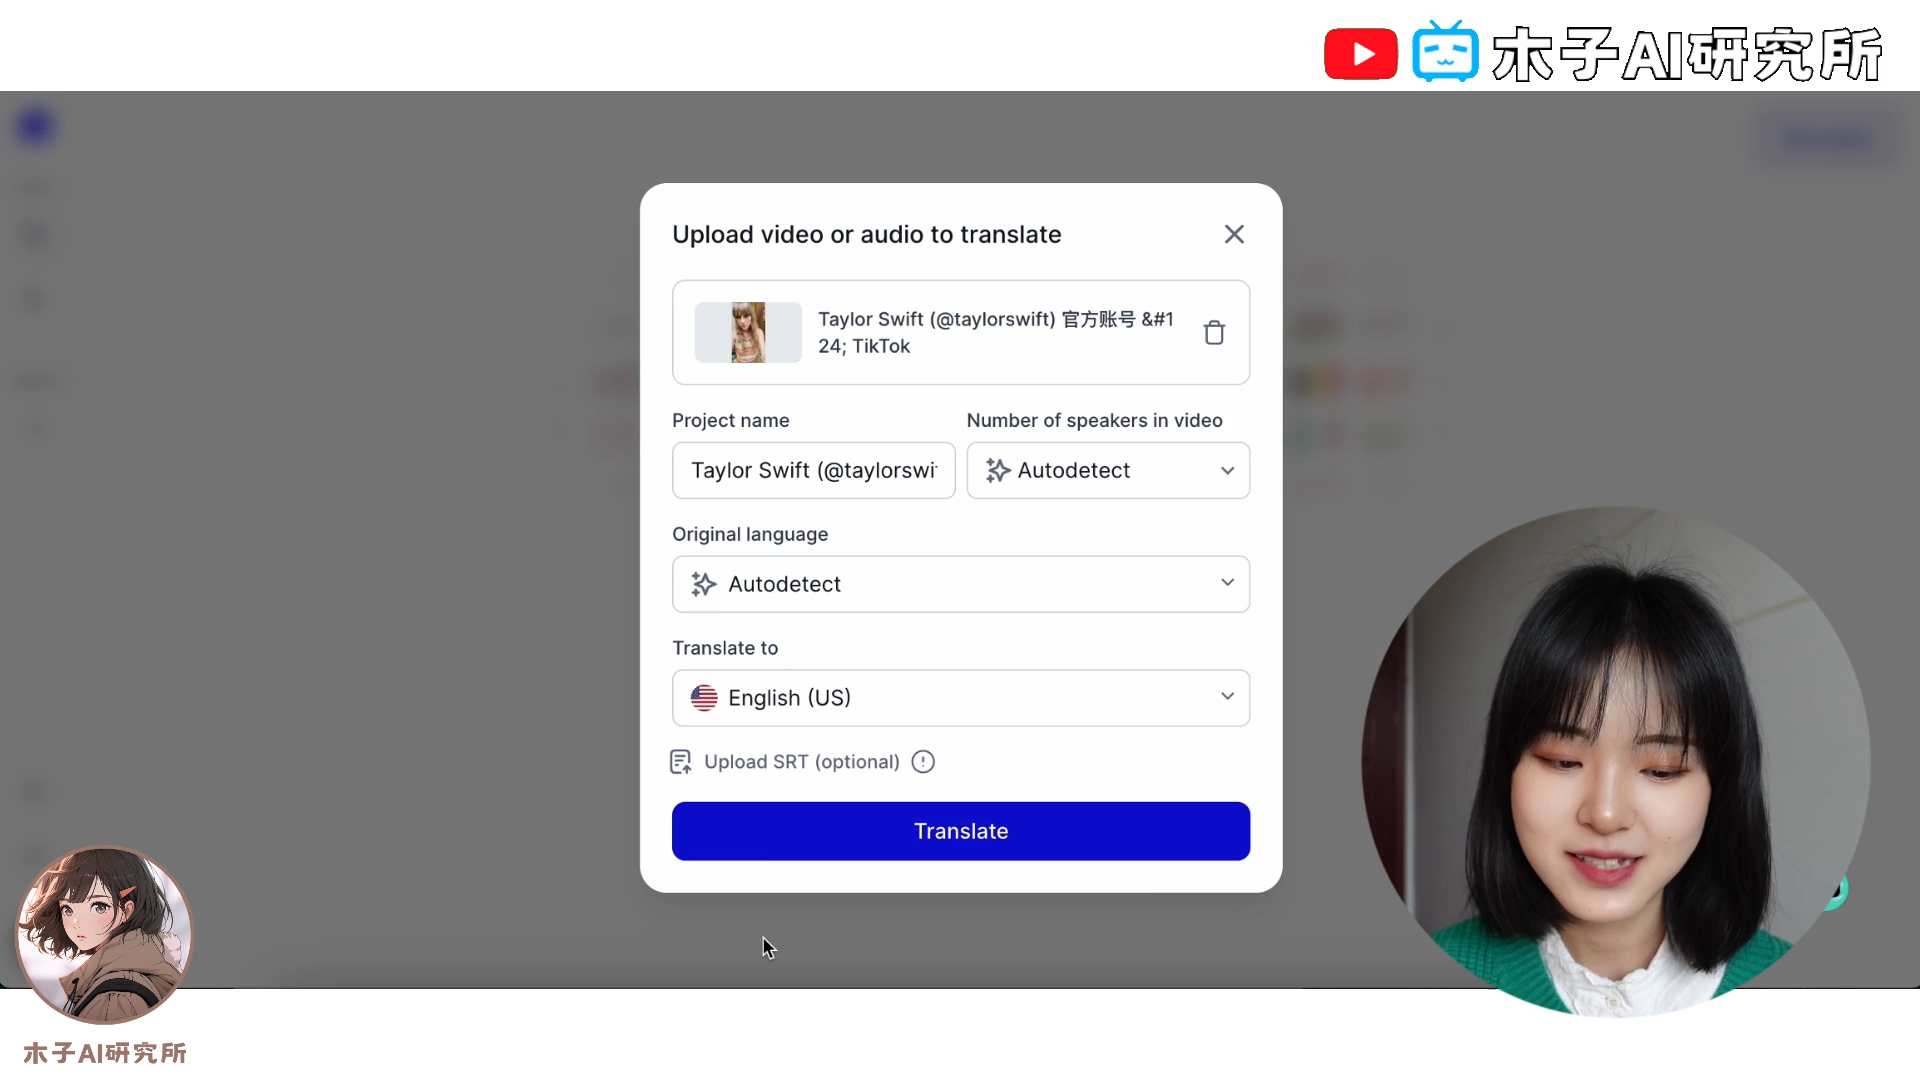 木子AI研究所
Upload video or audio to translate
Taylor Swift (@taylorswift) 官方账号 &#1
24; TikTok
Project name
Number of speakers in video
Taylor Swift (@taylorswi
Autodetect
Original language
Autodetect
Translate to
English (US)
Upload SRT (optional)
Translate
木子AI研究所